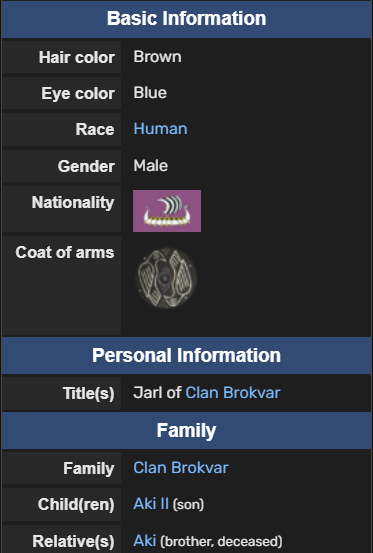 Basic Information
Hair color Brown
Eye color Blue
Race Human
Gender Male
Nationality
Coat of arms
Personal Information
Title(s) Jarl of Clan Brokvar
Family
Family Clan Brokvar
Child(ren) Aki II (son)
Relative(s) Aki (brother, deceased)